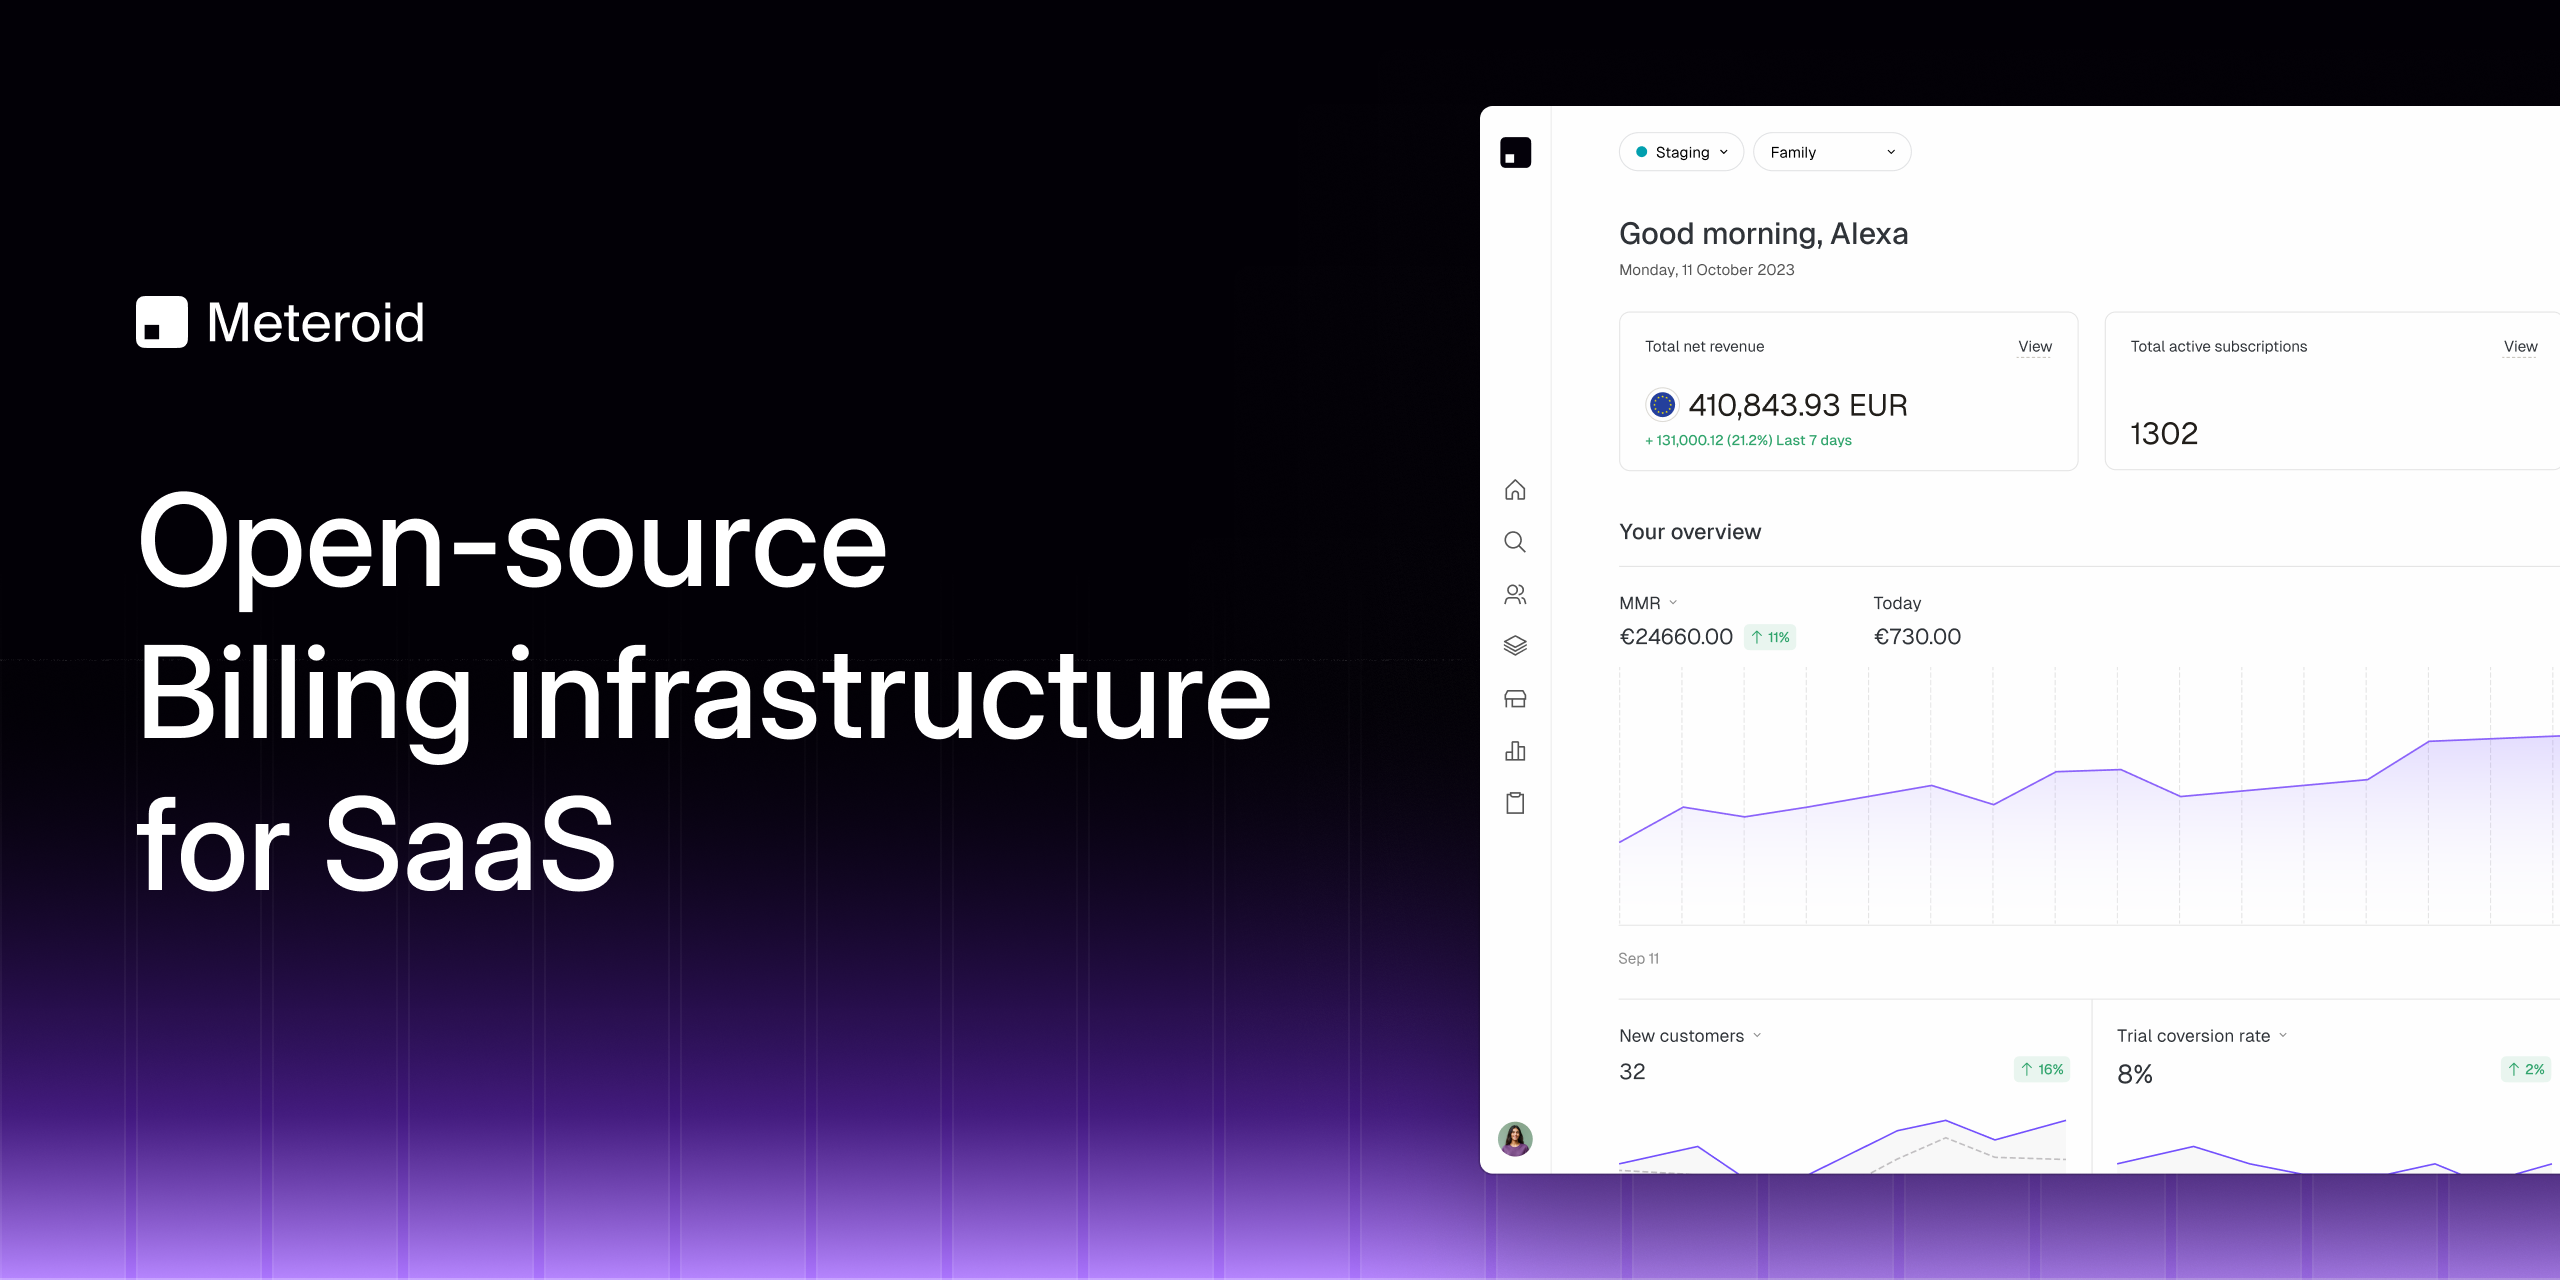 Meteroid
Open-source
Billing infrastructure
for SaaS
Staging
Family
Good morning, Alexa
Monday, 11 October 2023
Total net revenue
View
410,843.93 EUR
+ 131,000.12 (21.2%) Last 7 days
Total active subscriptions
View
1302
Your overview
MMR
€24660.00
11%
Today
€730.00
Sep 11
New customers
32
16%
Trial coversion rate
8%
2%